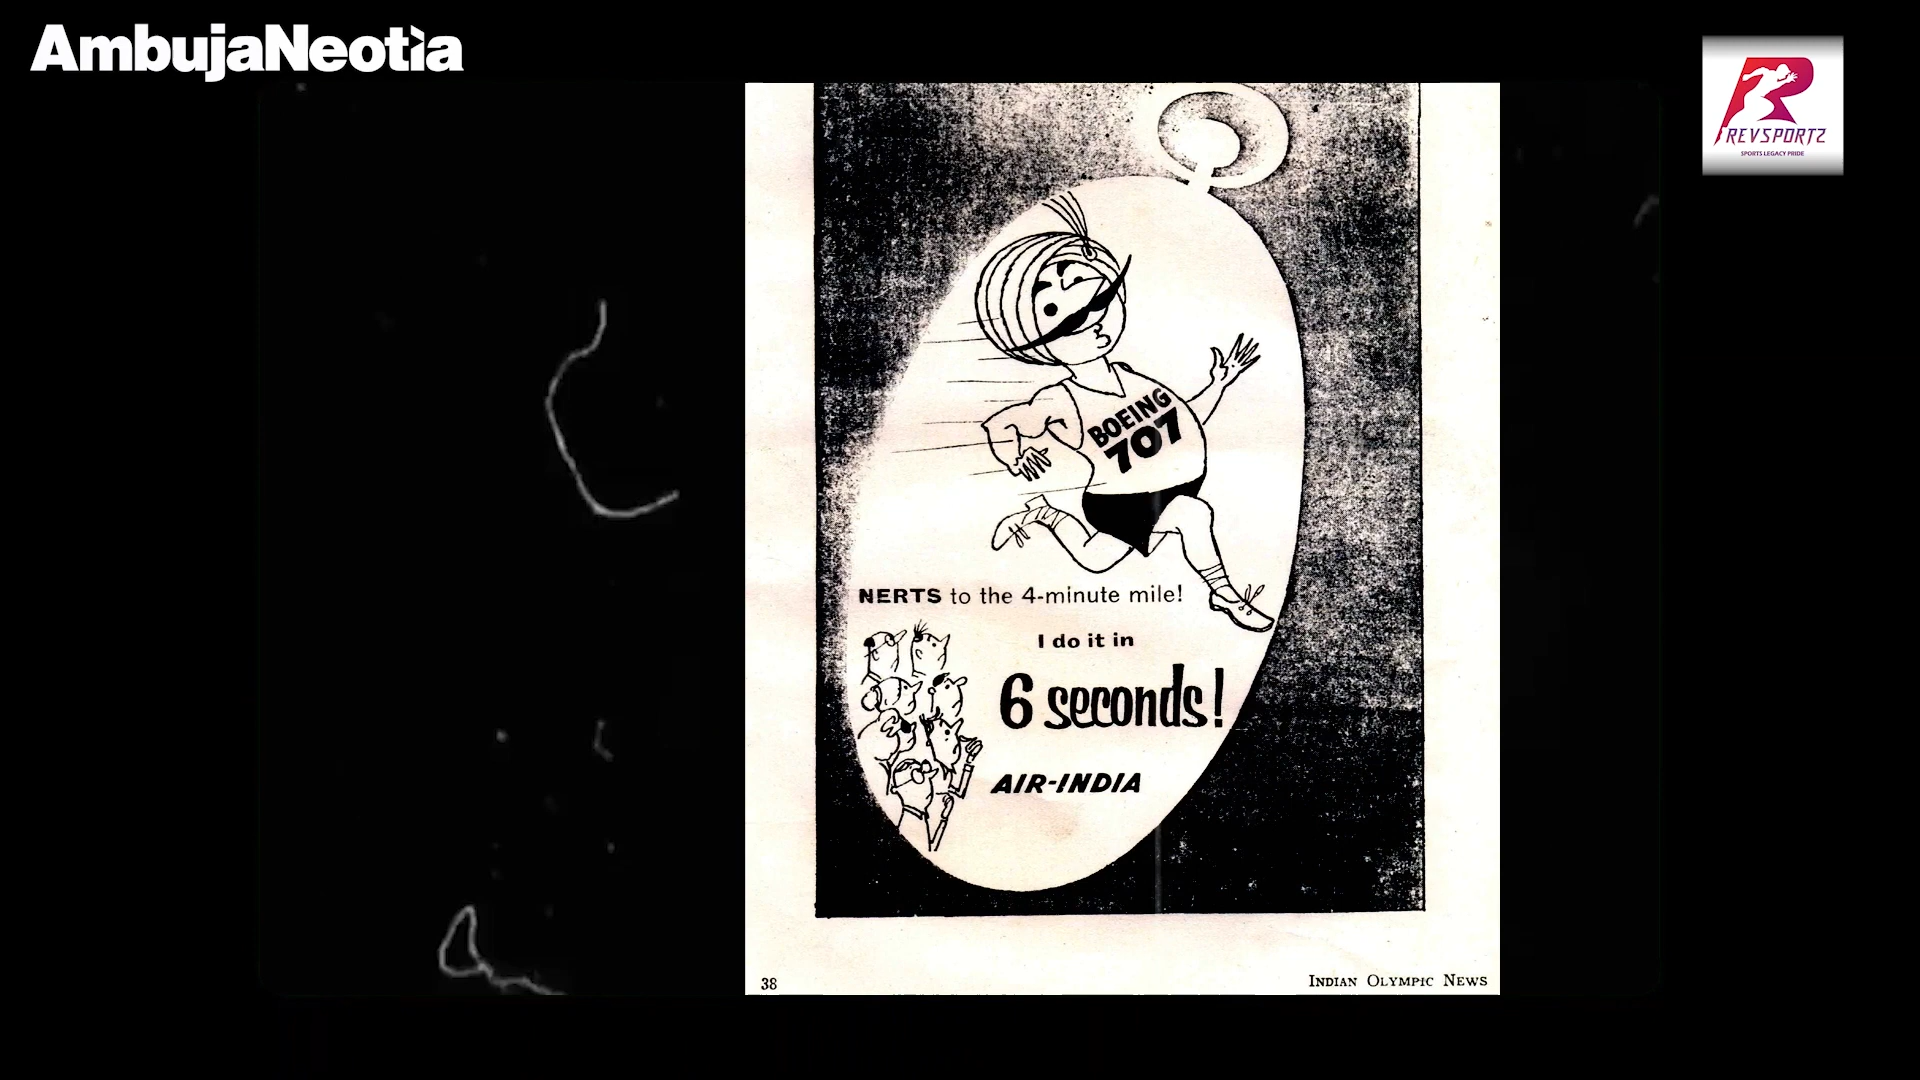 AmbujaNeotia
REVSPORTZ
SPORTS LEGACY PRIDE
BOEING
707
NERTS to the 4-minute mile!
I do it in
6 seconds!
AIR-INDIA
38
INDIAN OLYMPIC NEWS